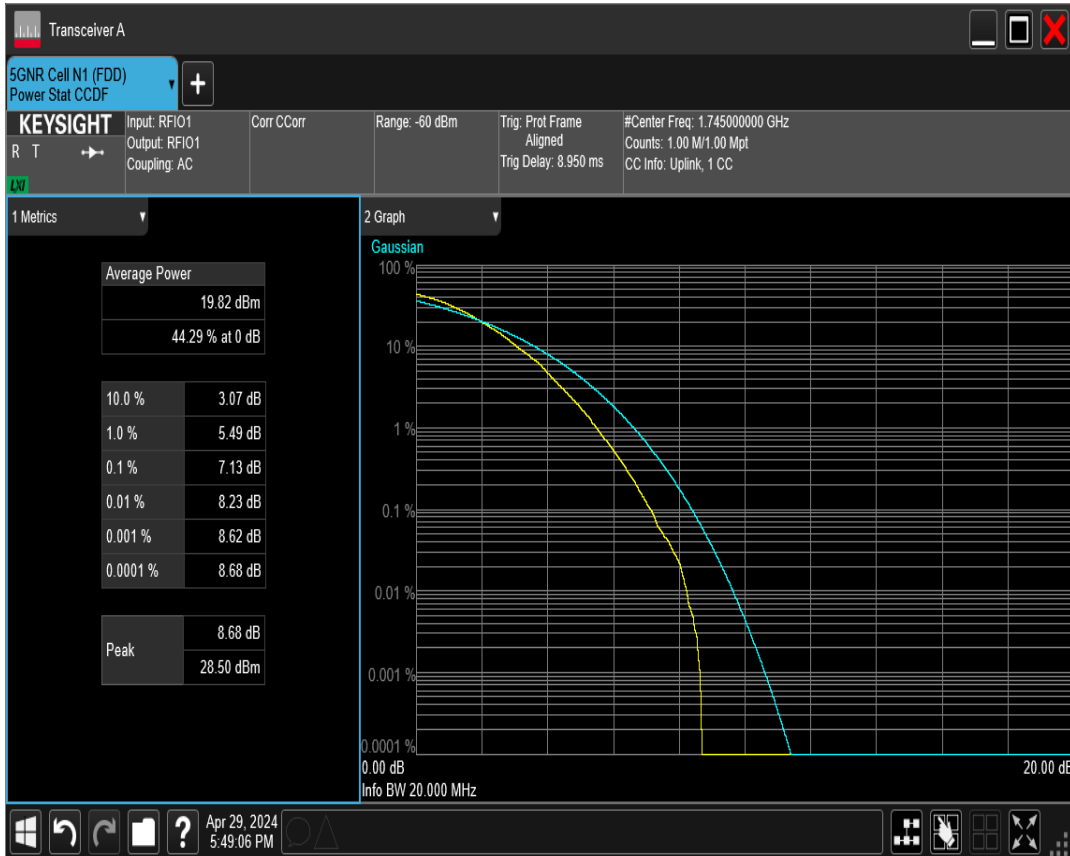 Transceiver A
5GNR Cell N1 (FDD)
Power Stat CCDF
+
KEYSIGHT
R T
LXI
Input: RFIO1
Output: RFIO1
Coupling: AC
Corr CCorr
Range: -60 dBm
Trig: Prot Frame
Aligned
Trig Delay: 8.950 ms
#Center Freq: 1.745000000 GHz
Counts: 1.00 M/1.00 Mpt
CC Info: Uplink, 1 CC
1 Metrics
Average Power
19.82 dBm
44.29 % at 0 dB
10.0 % 3.07 dB
1.0 % 5.49 dB
0.1 % 7.13 dB
0.01 % 8.23 dB
0.001 % 8.62 dB
0.0001 % 8.68 dB
Peak
8.68 dB
28.50 dBm
2 Graph
Gaussian
100 %
10 %
1 %
0.1 %
0.01 %
0.001 %
0.0001 %
0.00 dB
20.00 dB
Info BW 20.000 MHz
?
Apr 29, 2024
5:49:06 PM